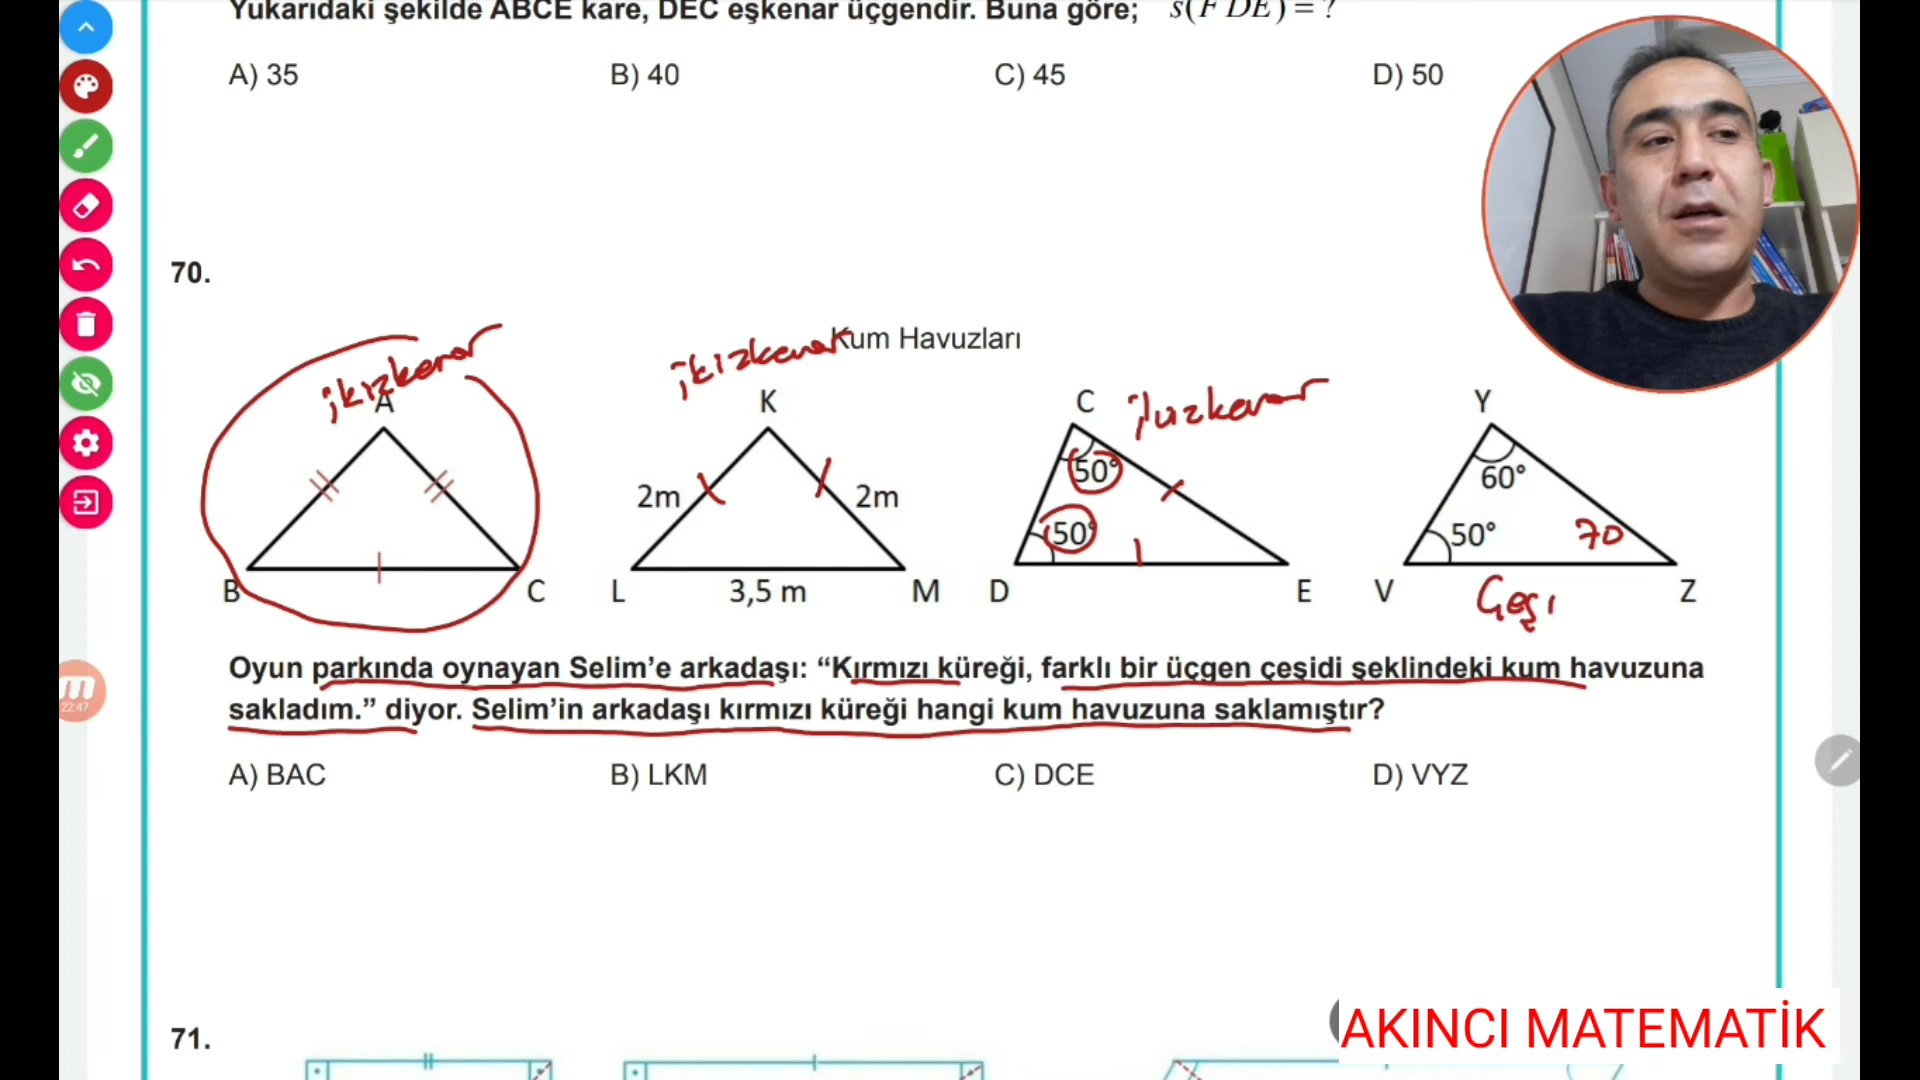 Yukarıdaki şekilde ABCE kare, DEC eşkenar üçgendir. Buna göre; s(FDE) = ?
A) 35 B) 40 C) 45 D) 50
70.
Kum Havuzları
ikizkenar ikizkenar ikizkenar
A K C Y
50° 60°
2m 2m 50° 50° 70
B C L 3,5 m M D E V Z
Çeşi
Oyun parkında oynayan Selim’e arkadaşı: “Kırmızı küreği, farklı bir üçgen çeşidi şeklindeki kum havuzuna
sakladım.” diyor. Selim’in arkadaşı kırmızı küreği hangi kum havuzuna saklamıştır?
A) BAC B) LKM C) DCE D) VYZ
22:47
71.
AKINCI MATEMATİK